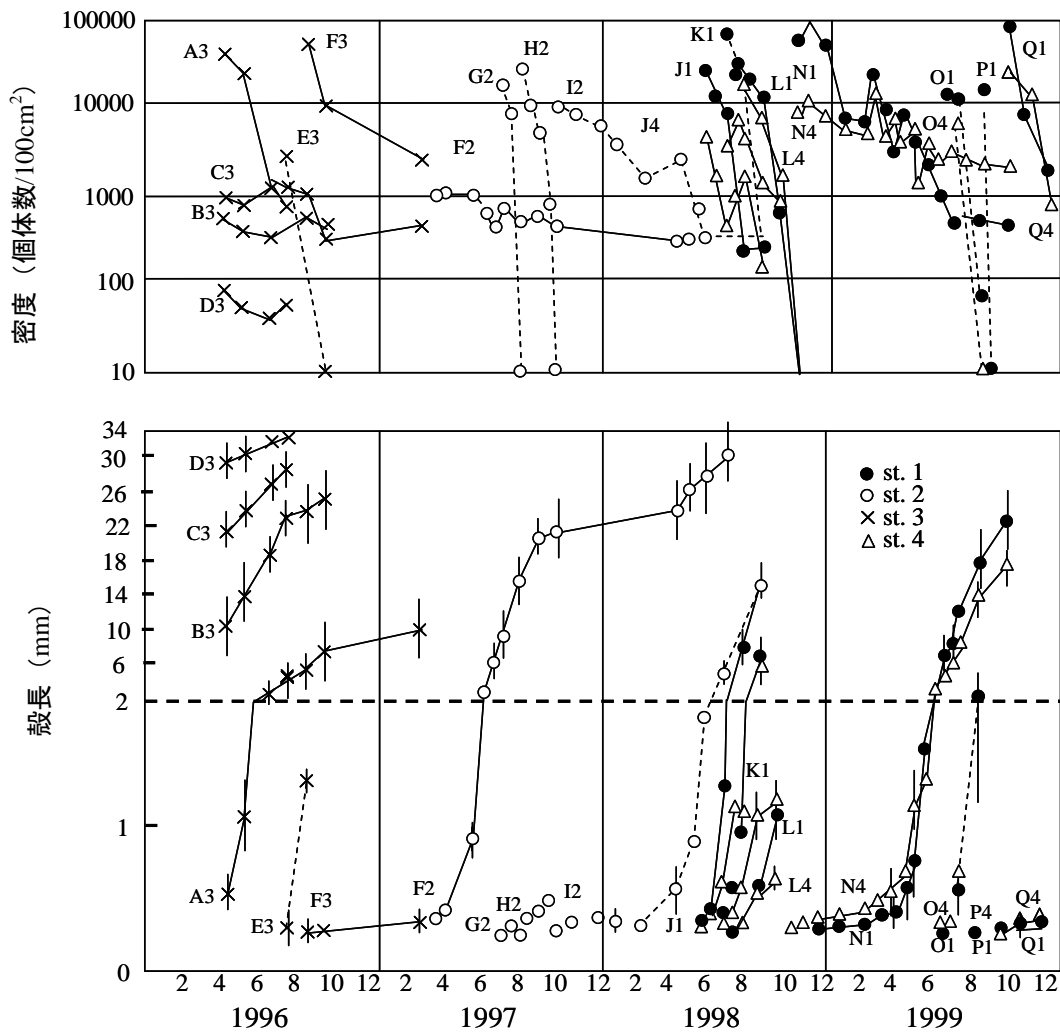 密度（個体数/100cm²）
100000
10000
1000
100
10
A3
F3
E3
C3
B3
D3
F2
G2
H2
I2
J4
K1
J1
L1
N1
N4
L4
O1
P1
O4
Q1
Q4
殻長（mm）
34
30
26
22
18
14
10
6
2
1
0
D3
C3
B3
A3
E3
F3
F2
G2
H2
I2
J1
K1
L1
L4
N4
N1
O4
O1
P4
P1
Q4
Q1
● st. 1
○ st. 2
× st. 3
△ st. 4
2 4 6 8 10 12 2 4 6 8 10 12 2 4 6 8 10 12 2 4 6 8 10 12
1996 1997 1998 1999